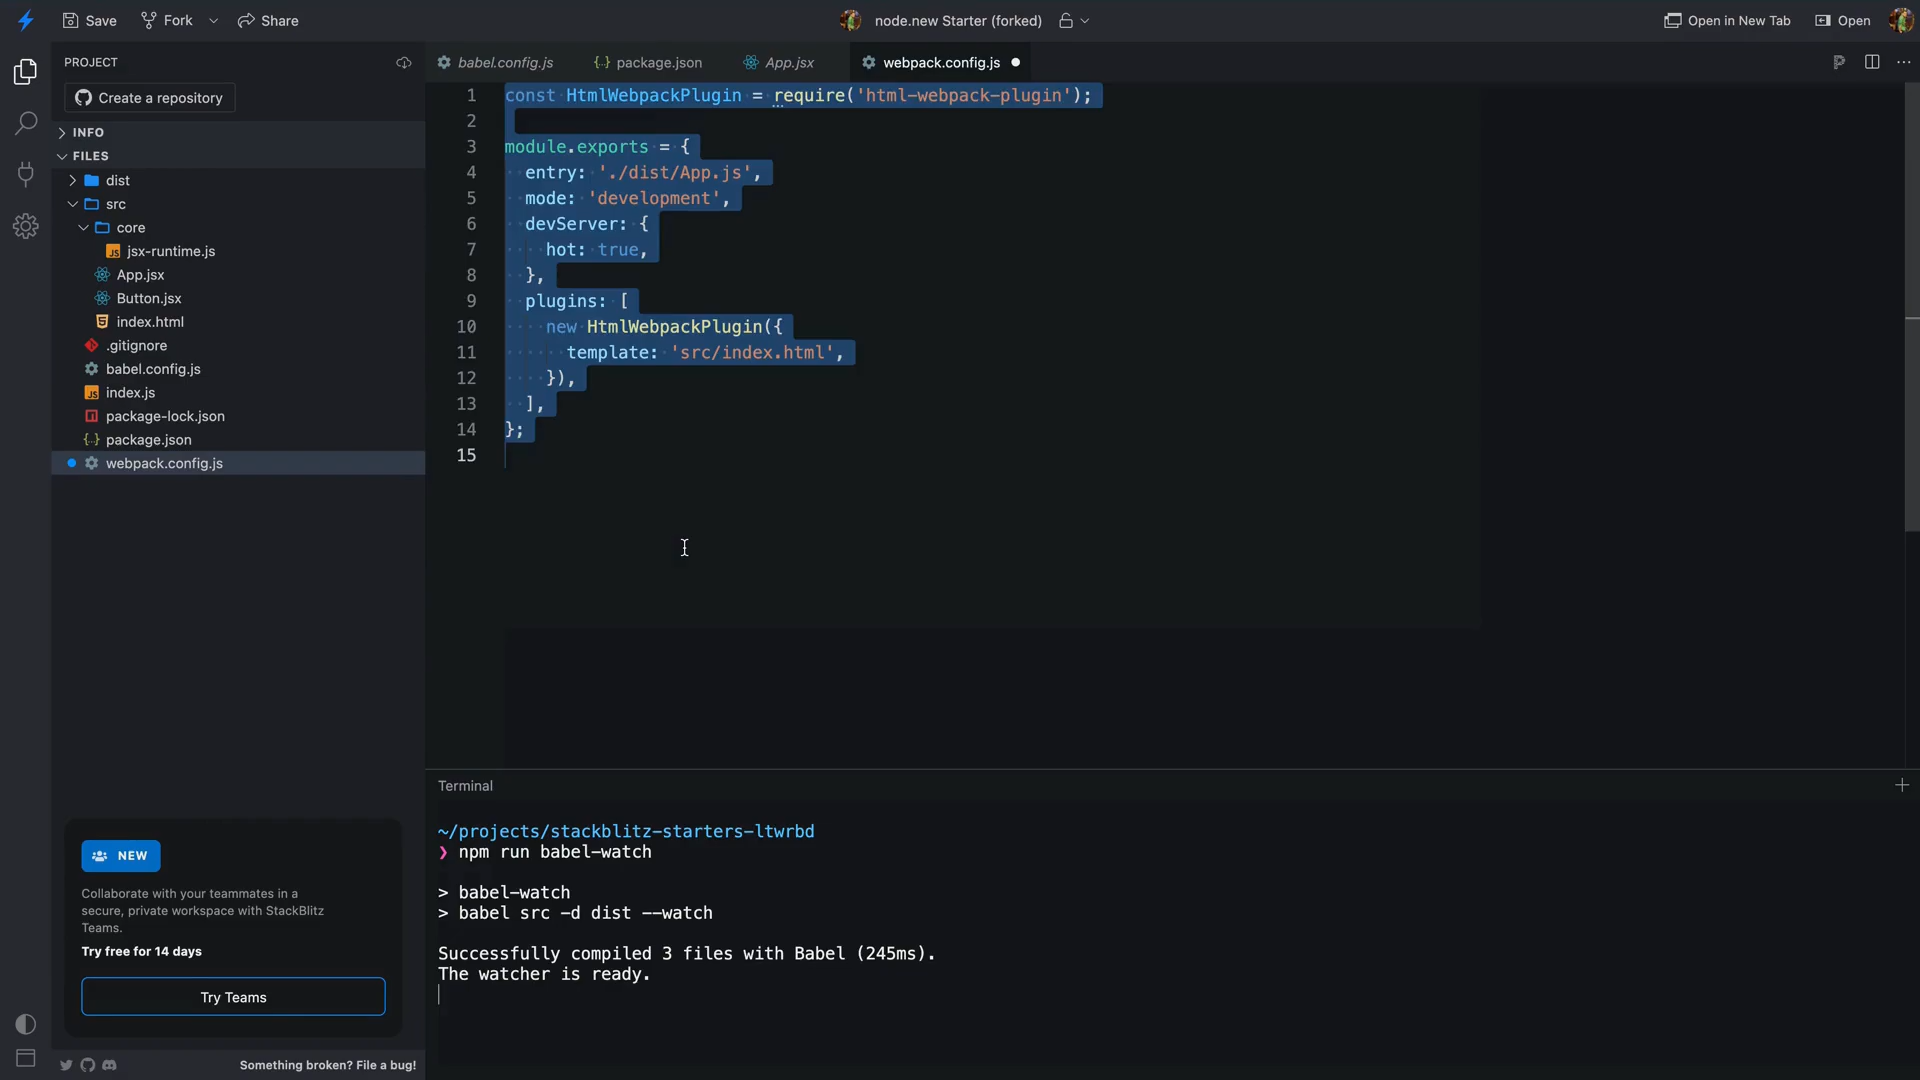 Save
Fork
Share
node.new Starter (forked)
Open in New Tab
Open
PROJECT
babel.config.js
{} package.json
App.jsx
webpack.config.js
Create a repository
INFO
FILES
dist
src
core
JS jsx-runtime.js
App.jsx
Button.jsx
index.html
.gitignore
babel.config.js
JS index.js
package-lock.json
{} package.json
webpack.config.js
1 const HtmlWebpackPlugin = require('html-webpack-plugin');
2
3 module.exports = {
4 entry: './dist/App.js',
5 mode: 'development',
6 devServer: {
7 hot: true,
8 },
9 plugins: [
10 new HtmlWebpackPlugin({
11 template: 'src/index.html',
12 }),
13 ],
14 };
15
Terminal
~/projects/stackblitz-starters-ltwrbd
❯ npm run babel-watch
> babel-watch
> babel src -d dist --watch
Successfully compiled 3 files with Babel (245ms).
The watcher is ready.
NEW
Collaborate with your teammates in a
secure, private workspace with StackBlitz
Teams.
Try free for 14 days
Try Teams
Something broken? File a bug!